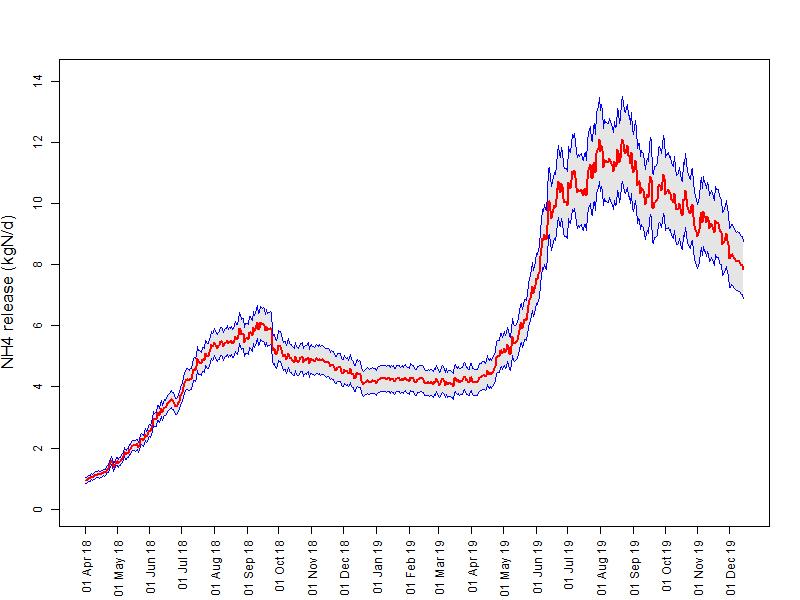 NH4 release (kgN/d)
14
12
10
8
6
4
2
0
01 Apr 18
01 May 18
01 Jun 18
01 Jul 18
01 Aug 18
01 Sep 18
01 Oct 18
01 Nov 18
01 Dec 18
01 Jan 19
01 Feb 19
01 Mar 19
01 Apr 19
01 May 19
01 Jun 19
01 Jul 19
01 Aug 19
01 Sep 19
01 Oct 19
01 Nov 19
01 Dec 19